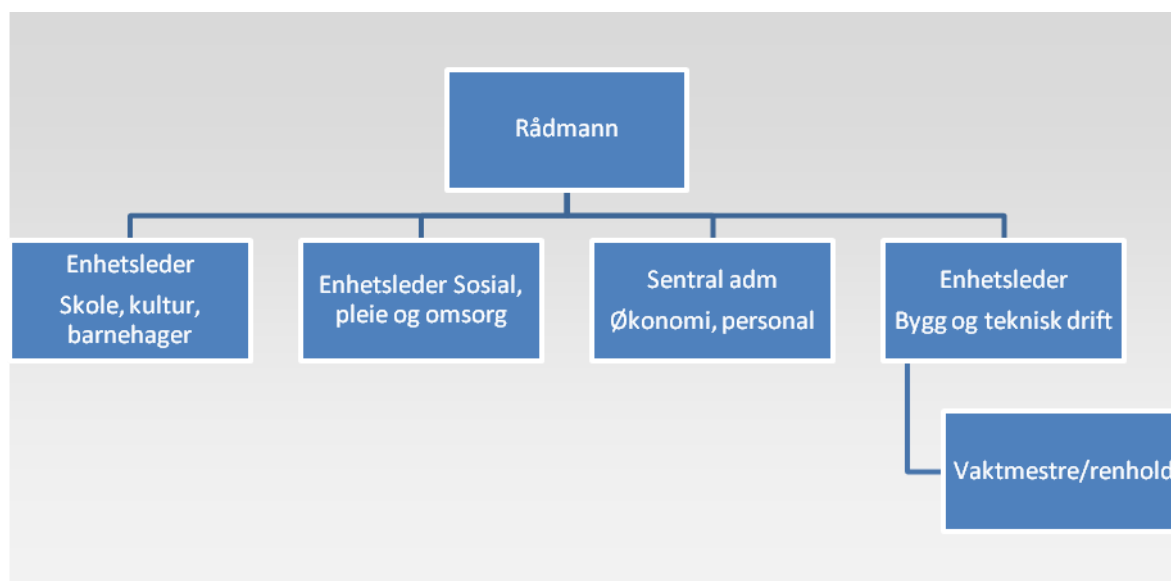 Rådmann
Enhetsleder
Skole, kultur,
barnehager
Enhetsleder Sosial,
pleie og omsorg
Sentral adm
Økonomi, personal
Enhetsleder
Bygg og teknisk drift
Vaktmestre/renhold